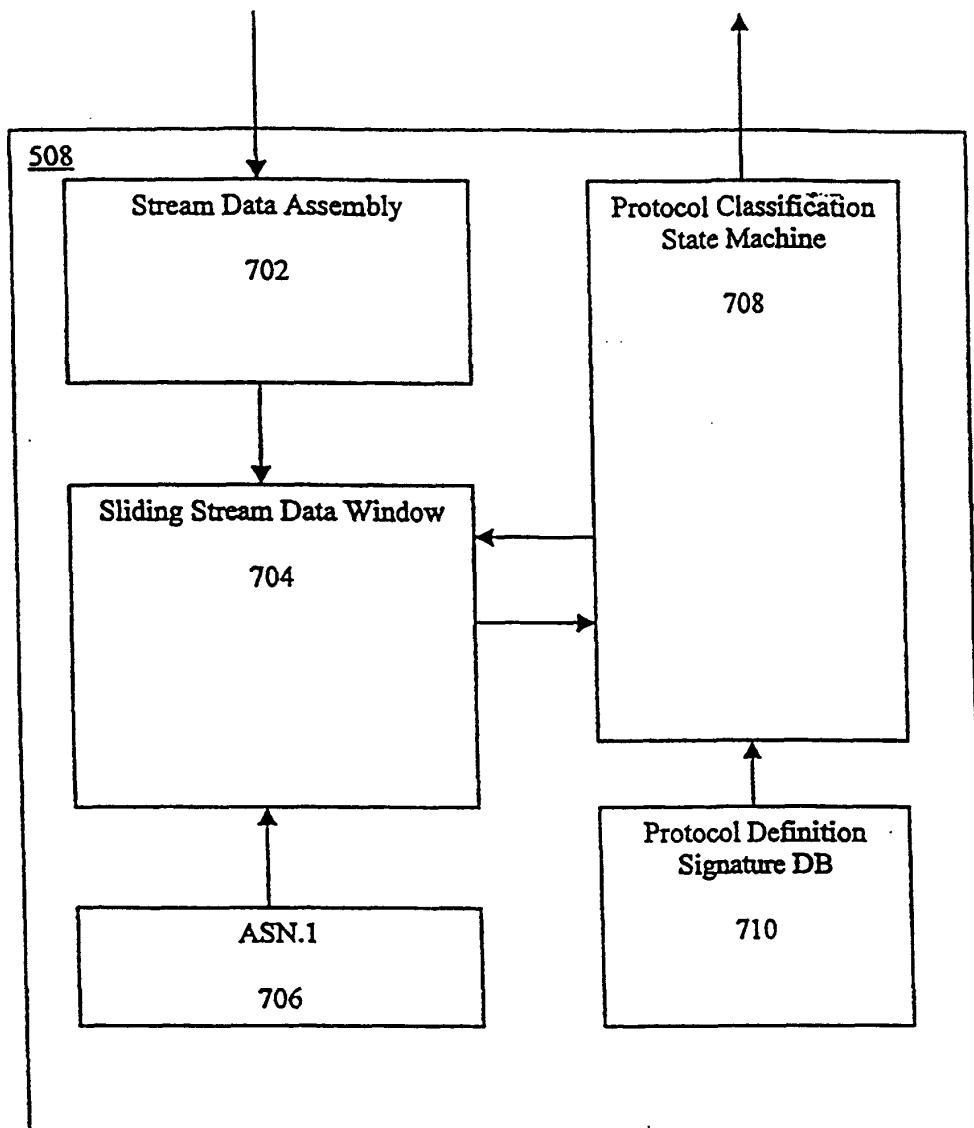 508
Stream Data Assembly
702
Protocol Classification
State Machine
708
Sliding Stream Data Window
704
ASN.1
706
Protocol Definition
Signature DB
710